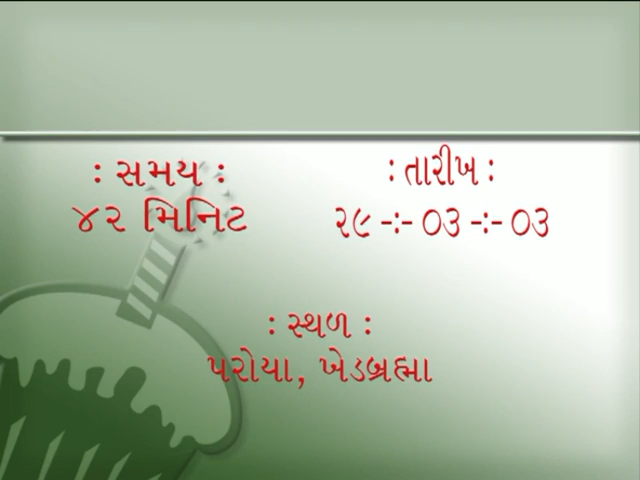 : સમય :
૪૨ મિનિટ
: તારીખ :
૨૯ -:- ૦૩ -:- ૦૩
: સ્થળ :
પરોયા, ખેડબ્રહ્મા